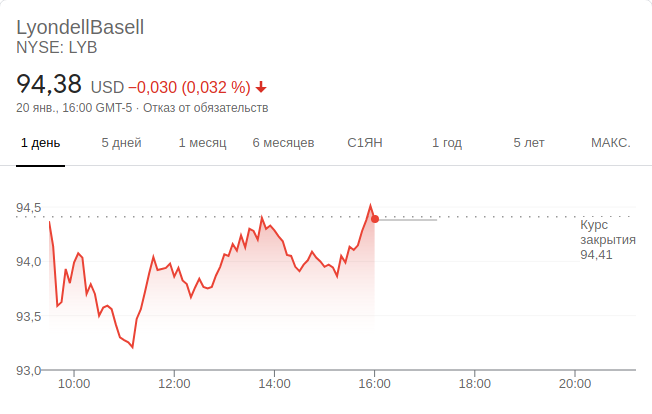 LyondellBasell
NYSE: LYB
94,38 USD −0,030 (0,032 %)
20 янв., 16:00 GMT-5 · Отказ от обязательств
1 день 5 дней 1 месяц 6 месяцев С1ЯН 1 год 5 лет МАКС.
94,5
94,0
93,5
93,0
Курс
закрытия
94,41
10:00 12:00 14:00 16:00 18:00 20:00